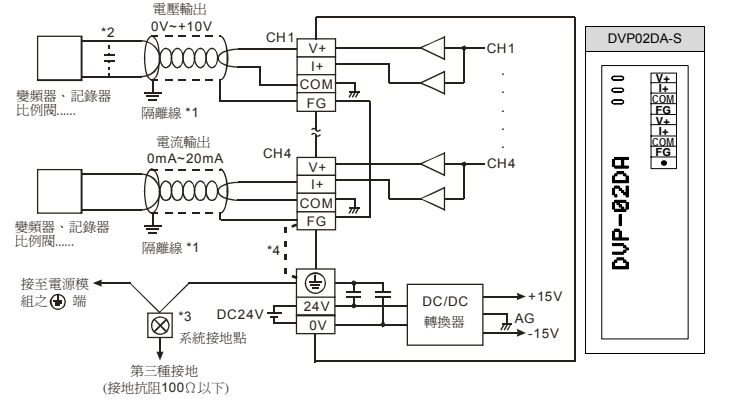 電壓輸出
0V~+10V
*2
CH1
V+
I+
COM
FG
CH1
變頻器、記錄器
比例閥......
隔離線 *1
電流輸出
0mA~20mA
CH4
V+
I+
COM
FG
CH4
變頻器、記錄器
比例閥......
隔離線 *1
*4
接至電源模
組之 端
*3
系統接地點
DC24V
24V
0V
DC/DC
轉換器
+15V
AG
-15V
第三種接地
(接地抗阻100Ω以下)
DVP02DA-S
V+
I+
COM
FG
V+
I+
COM
FG
DVP-02DA